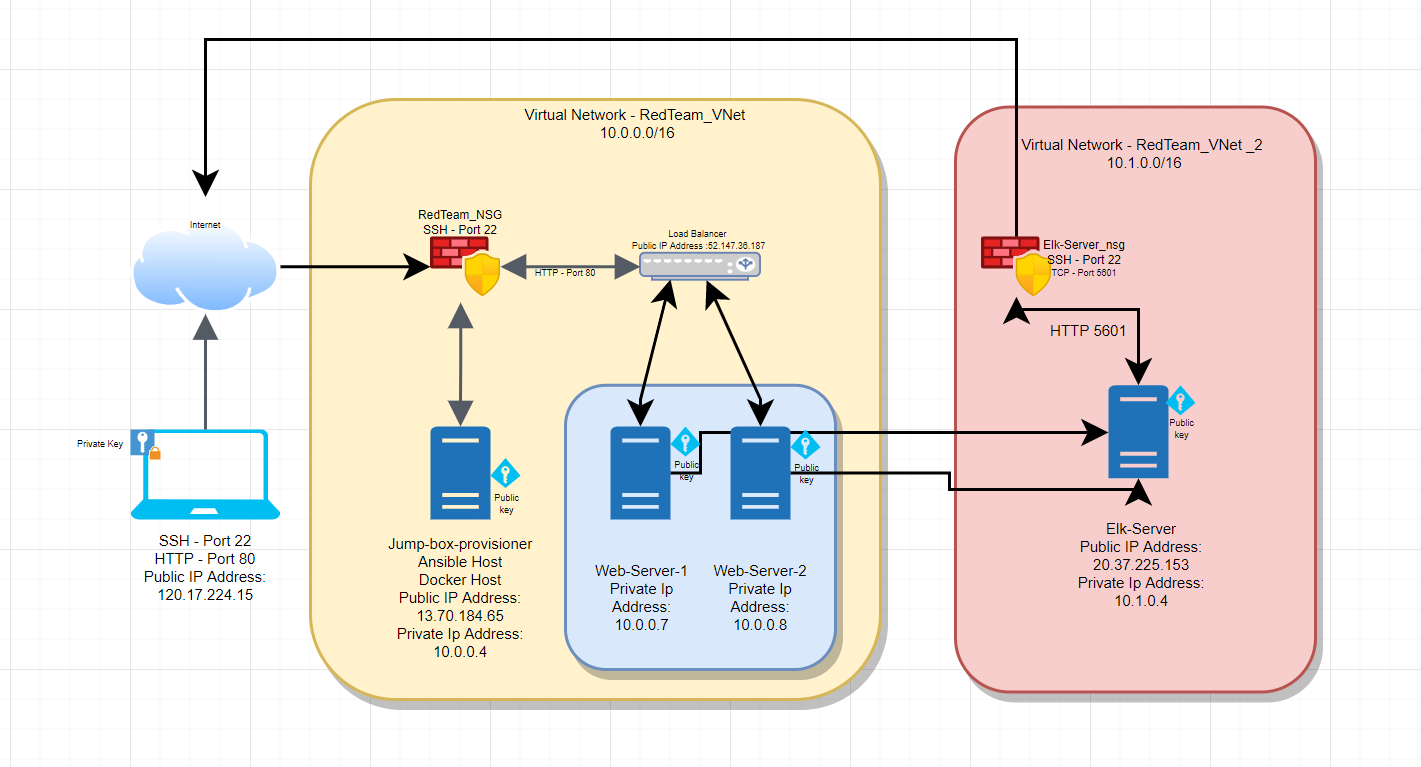 Virtual Network - RedTeam_VNet
10.0.0.0/16
Virtual Network - RedTeam_VNet _2
10.1.0.0/16
Internet
RedTeam_NSG
SSH - Port 22
HTTP - Port 80
Load Balancer
Public IP Address :52.147.36.187
Elk-Server_nsg
SSH - Port 22
TCP - Port 5601
HTTP 5601
Private Key
SSH - Port 22
HTTP - Port 80
Public IP Address:
120.17.224.15
Public
key
Jump-box-provisioner
Ansible Host
Docker Host
Public IP Address:
13.70.184.65
Private Ip Address:
10.0.0.4
Public
key
Web-Server-1
Private Ip
Address:
10.0.0.7
Public
key
Web-Server-2
Private Ip
Address:
10.0.0.8
Public
key
Elk-Server
Public IP Address:
20.37.225.153
Private Ip Address:
10.1.0.4